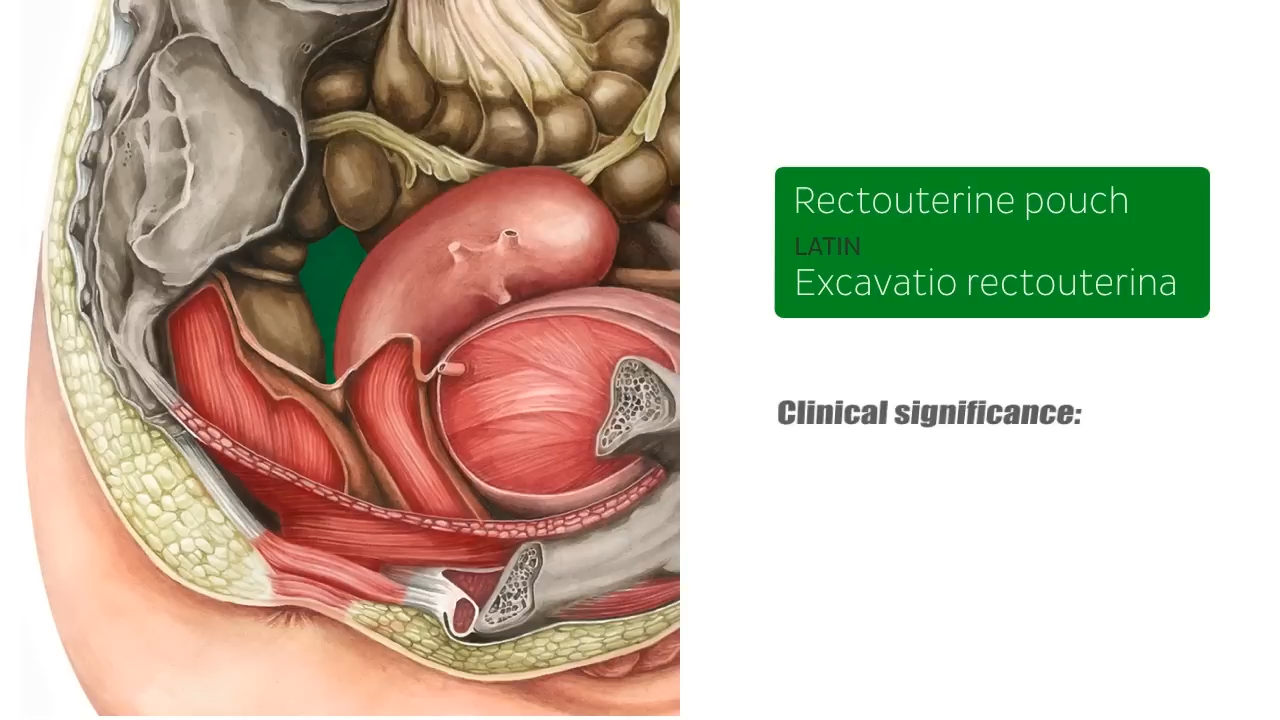 Rectouterine pouch
LATIN
Excavatio rectouterina
Clinical significance: